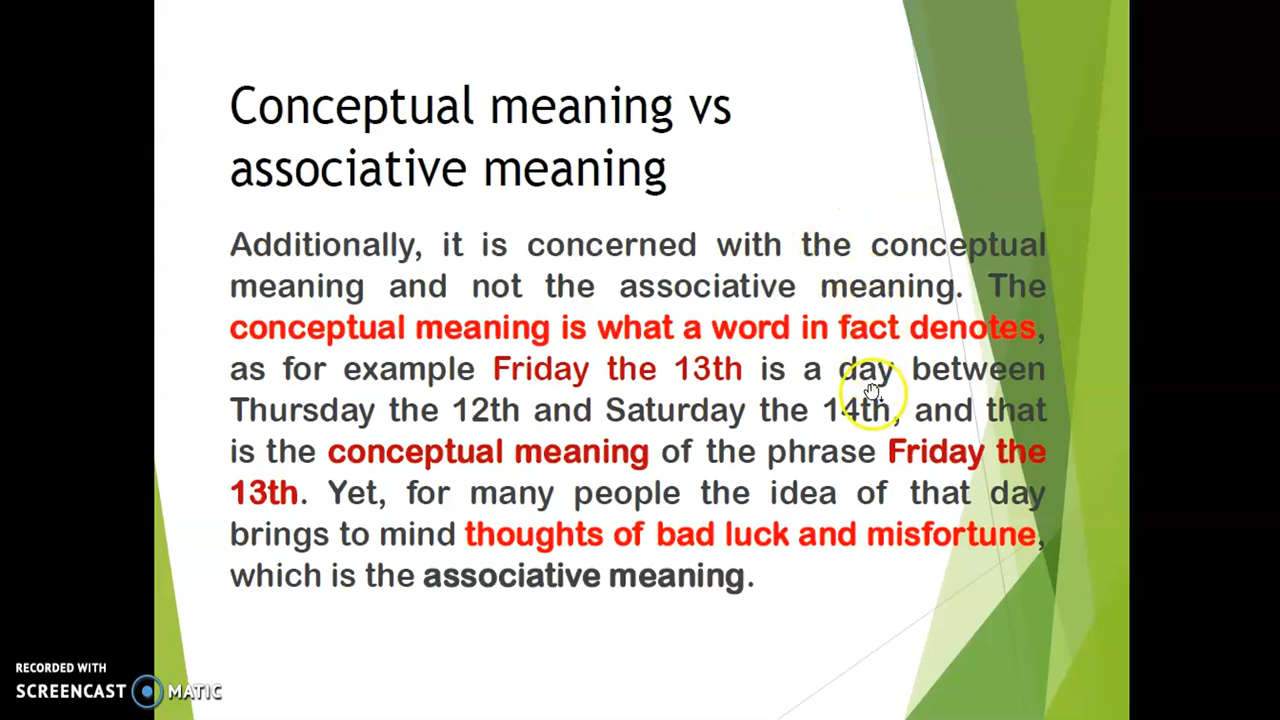 Conceptual meaning vs
associative meaning
Additionally, it is concerned with the conceptual
meaning and not the associative meaning. The
conceptual meaning is what a word in fact denotes,
as for example Friday the 13th is a day between
Thursday the 12th and Saturday the 14th, and that
is the conceptual meaning of the phrase Friday the
13th. Yet, for many people the idea of that day
brings to mind thoughts of bad luck and misfortune,
which is the associative meaning.
RECORDED WITH
SCREENCAST MATIC